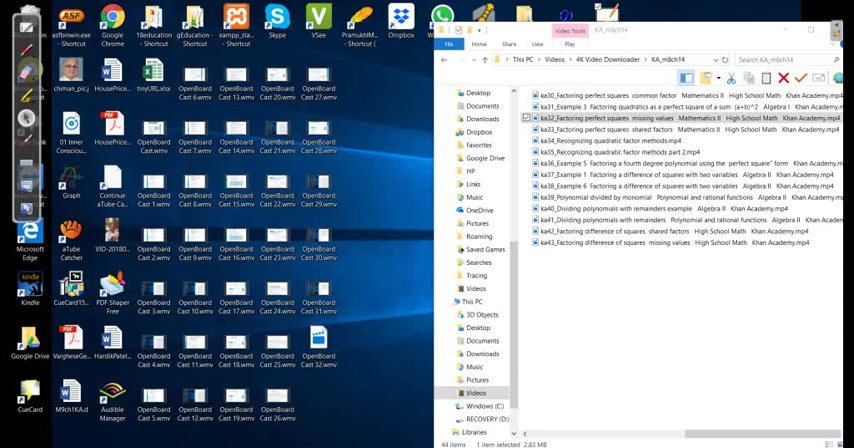 asfbinwin.exe - Shortcut
Google Chrome
18education - Shortcut
gEducation - Shortcut
xampp_sta... - Shortcut
Skype
VSee
PramukhM... Shortcut (
Dropbox
chiman_pic...
HousePric...
tinyURL.xlsx
OpenBoard Cast 6.wmv
OpenBoard Cast 13.wmv
OpenBoard Cast 20.wmv
OpenBoard Cast 27.wmv
01 Inner Conscious...
HousePrice...
OpenBoard Cast.wmv
OpenBoard Cast 7.wmv
OpenBoard Cast 14.wmv
OpenBoard Cast 21.wmv
OpenBoard Cast 28.wmv
Graph
Continue aTube Ca...
OpenBoard Cast 1.wmv
OpenBoard Cast 8.wmv
OpenBoard Cast 15.wmv
OpenBoard Cast 22.wmv
OpenBoard Cast 29.wmv
Microsoft Edge
aTube Catcher
VID-20180...
OpenBoard Cast 2.wmv
OpenBoard Cast 9.wmv
OpenBoard Cast 16.wmv
OpenBoard Cast 23.wmv
OpenBoard Cast 30.wmv
kindle
Kindle
CueCard15...
PDF Shaper Free
OpenBoard Cast 3.wmv
OpenBoard Cast 10.wmv
OpenBoard Cast 17.wmv
OpenBoard Cast 24.wmv
OpenBoard Cast 31.wmv
Google Drive
VargheseGe...
HardikPatel...
OpenBoard Cast 4.wmv
OpenBoard Cast 11.wmv
OpenBoard Cast 18.wmv
OpenBoard Cast 25.wmv
OpenBoard Cast 32.wmv
CueCard
M9ch1KA.d
Audible Manager
OpenBoard Cast 5.wmv
OpenBoard Cast 12.wmv
OpenBoard Cast 19.wmv
OpenBoard Cast 26.wmv
Video Tools
KA_m8ch14
File
Home
Share
View
Play
This PC > Videos > 4K Video Downloader > KA_m8ch14
Search KA_m8ch14
Desktop
Documents
Downloads
Dropbox
Favorites
Google Drive
HP
Links
Music
OneDrive
Pictures
Roaming
Saved Games
Searches
Tracing
Videos
This PC
3D Objects
Desktop
Documents
Downloads
Music
Pictures
Videos
Windows (C:)
RECOVERY (D:)
Libraries
ka30_Factoring perfect squares common factor Mathematics II High School Math Khan Academy.mp4
ka31_Example 3 Factoring quadratics as a perfect square of a sum (a+b)^2 Algebra I Khan Academy.m
ka32_Factoring perfect squares missing values Mathematics II High School Math Khan Academy.mp4
ka33_Factoring perfect squares shared factors Mathematics II High School Math Khan Academy.mp4
ka34_Recognizing quadratic factor methods.mp4
ka35_Recognizing quadratic factor methods part 2.mp4
ka36_Example 5 Factoring a fourth degree polynomial using the perfect square" form Khan Academy.m
ka37_Example 1 Factoring a difference of squares with two variables Algebra II Khan Academy.mp4
ka38_Example 6 Factoring a difference of squares with two variables Algebra II Khan Academy.mp4
ka39_Polynomial divided by monomial Polynomial and rational functions Algebra II Khan Academy.m
ka40_Dividing polynomials with remainders example Algebra II Khan Academy.mp4
ka41_Dividing polynomials with remainders Polynomial and rational functions Algebra II Khan Academ
ka42_Factoring difference of squares shared factors High School Math Khan Academy.mp4
ka43_Factoring difference of squares missing values High School Math Khan Academy.mp4
44 items 1 item selected 2.83 MB